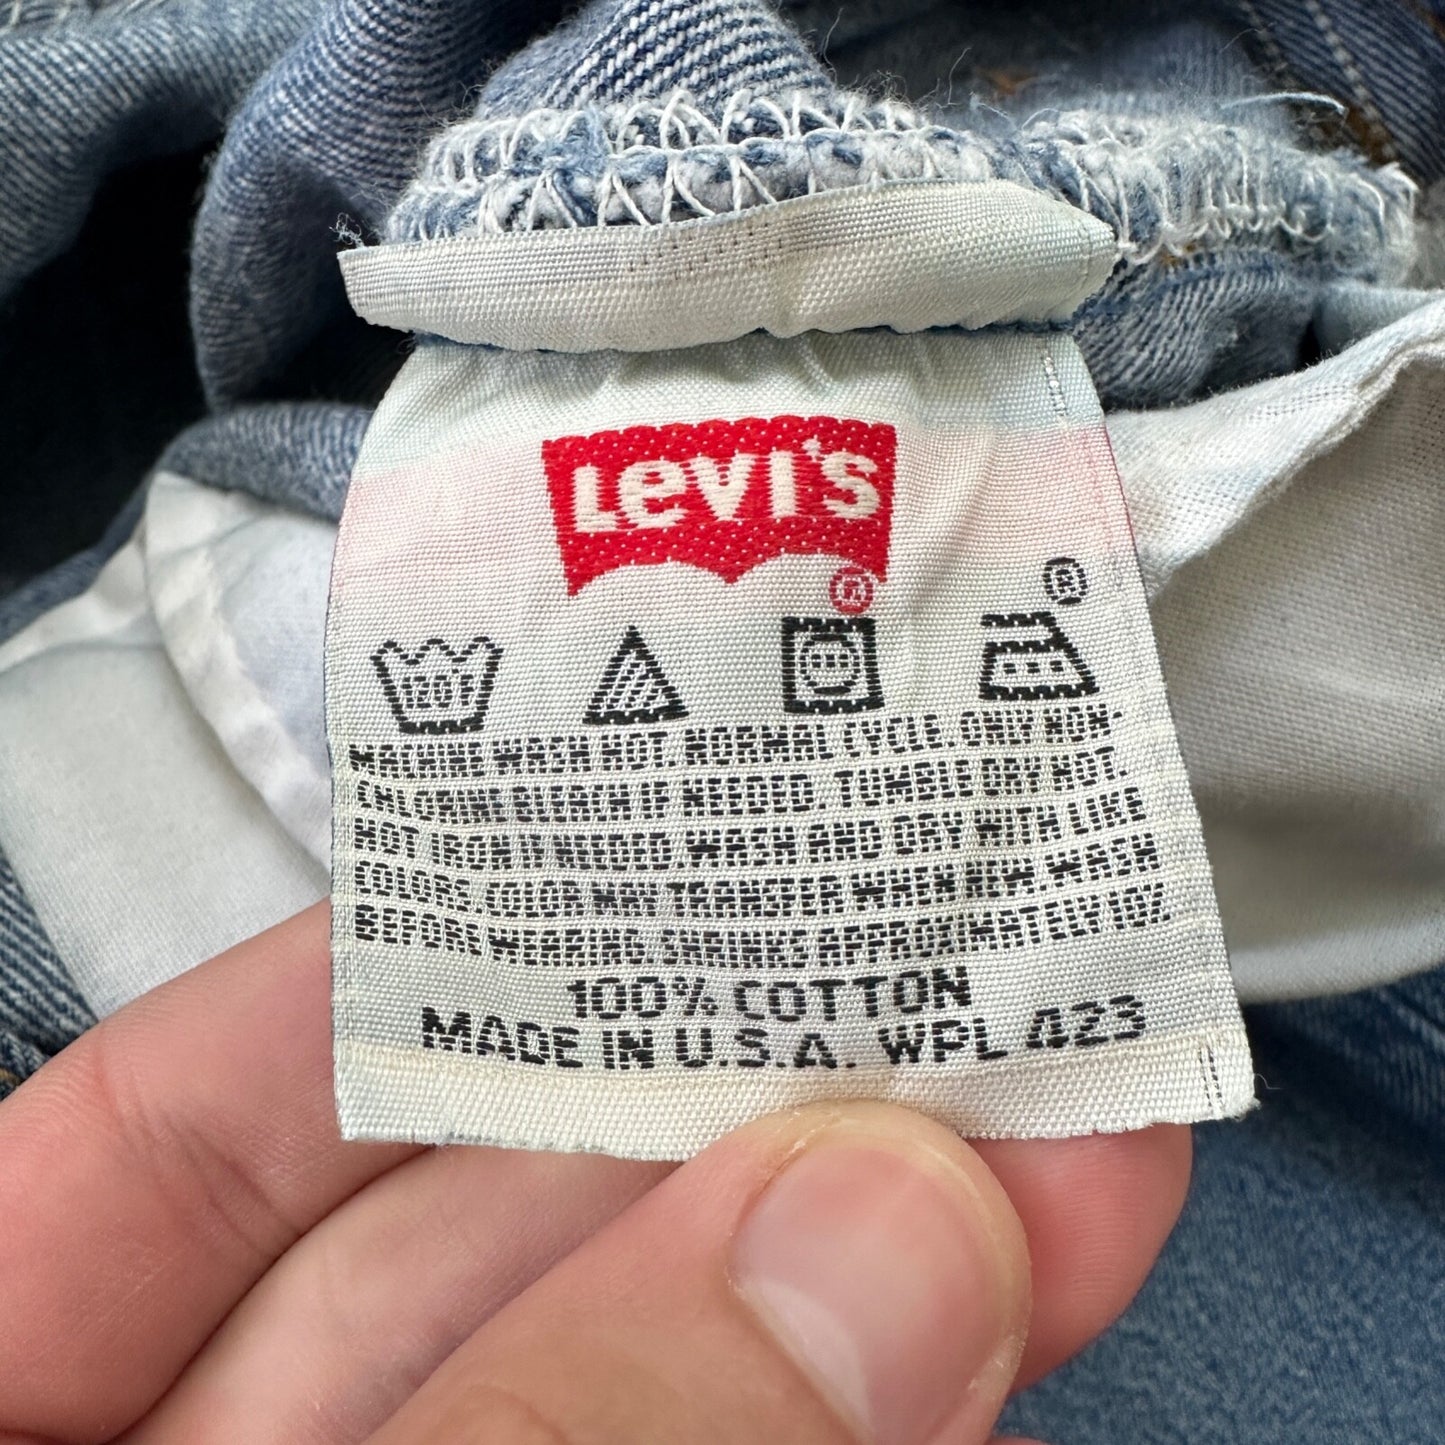 Levi's
®
®
120F
MACHINE WASH HOT. NORMAL CYCLE. ONLY NON-
CHLORINE BLEACH IF NEEDED. TUMBLE DRY HOT.
HOT IRON IF NEEDED. WASH AND DRY WITH LIKE
COLORS. COLOR MAY TRANSFER WHEN NEW. WASH
BEFORE WEARING. SHRINKS APPROXIMATELY 10%
100% COTTON
MADE IN U.S.A. WPL 423